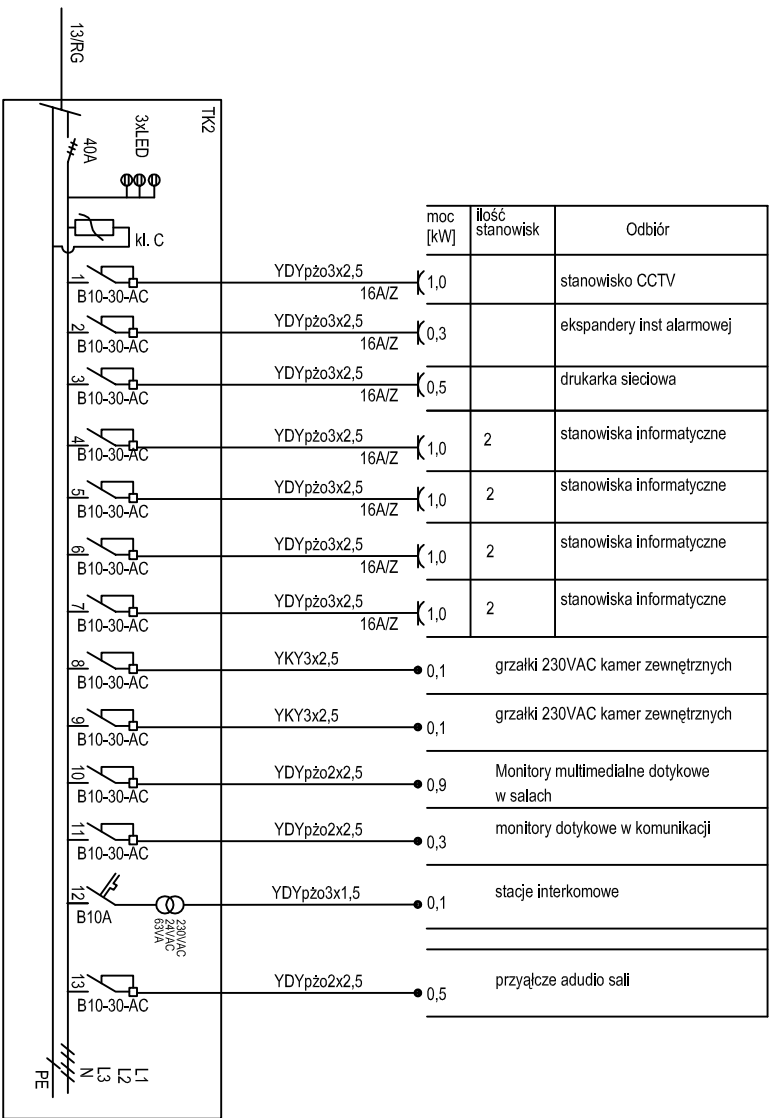 13/RG
TK2
40A
3xLED
kl. C
moc
[kW]
ilość
stanowisk
Odbiór
1
B10-30-AC
YDYpżo3x2,5
16A/Z
1,0
stanowisko CCTV
2
B10-30-AC
YDYpżo3x2,5
16A/Z
0,3
ekspandery inst alarmowej
3
B10-30-AC
YDYpżo3x2,5
16A/Z
0,5
drukarka sieciowa
4
B10-30-AC
YDYpżo3x2,5
16A/Z
1,0
2
stanowiska informatyczne
5
B10-30-AC
YDYpżo3x2,5
16A/Z
1,0
2
stanowiska informatyczne
6
B10-30-AC
YDYpżo3x2,5
16A/Z
1,0
2
stanowiska informatyczne
7
B10-30-AC
YDYpżo3x2,5
16A/Z
1,0
2
stanowiska informatyczne
8
B10-30-AC
YKY3x2,5
0,1
grzałki 230VAC kamer zewnętrznych
9
B10-30-AC
YKY3x2,5
0,1
grzałki 230VAC kamer zewnętrznych
10
B10-30-AC
YDYpżo2x2,5
0,9
Monitory multimedialne dotykowe
w salach
11
B10-30-AC
YDYpżo2x2,5
0,3
monitory dotykowe w komunikacji
12
B10A
230VAC
24VAC
63VA
YDYpżo3x1,5
0,1
stacje interkomowe
13
B10-30-AC
YDYpżo2x2,5
0,5
przyąłcze adudio sali
L1
L2
L3
N
PE